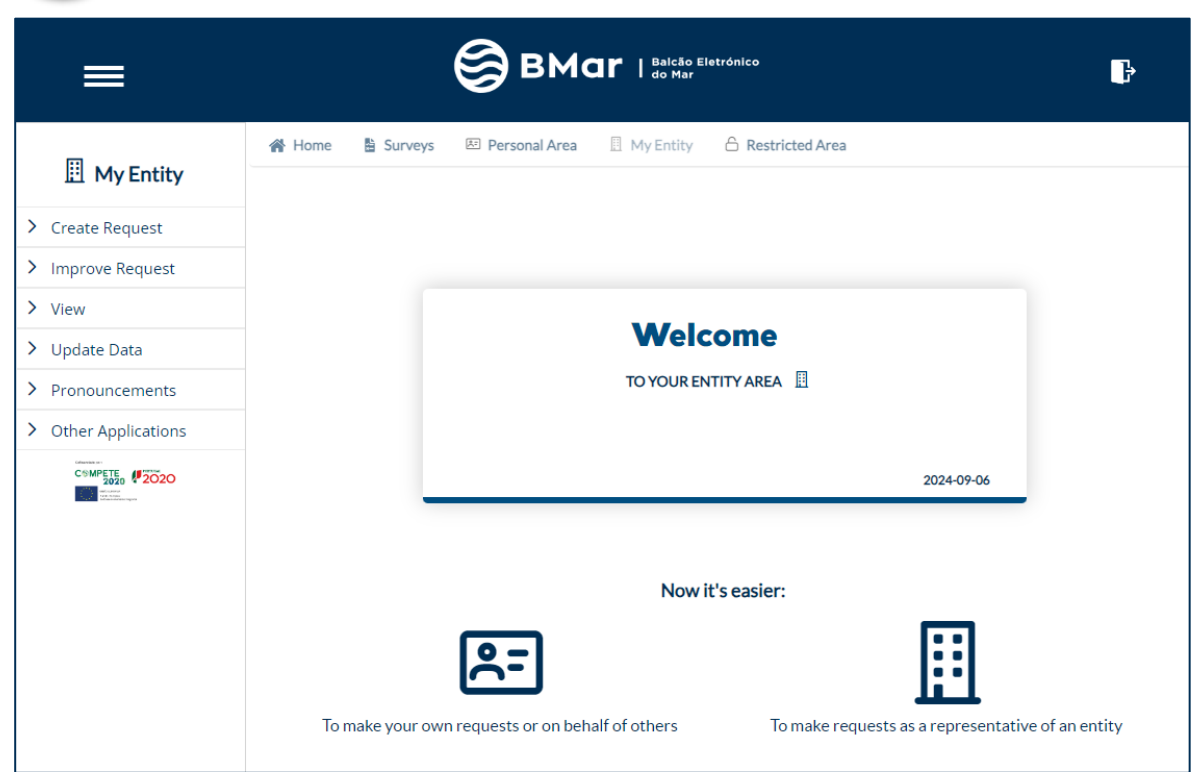 BMar | Balcão Eletrónico
do Mar
Home Surveys Personal Area My Entity Restricted Area
My Entity
Create Request
Improve Request
View
Update Data
Pronouncements
Other Applications
COMPETE
2020
2020
Welcome
TO YOUR ENTITY AREA
2024-09-06
Now it's easier:
To make your own requests or on behalf of others
To make requests as a representative of an entity